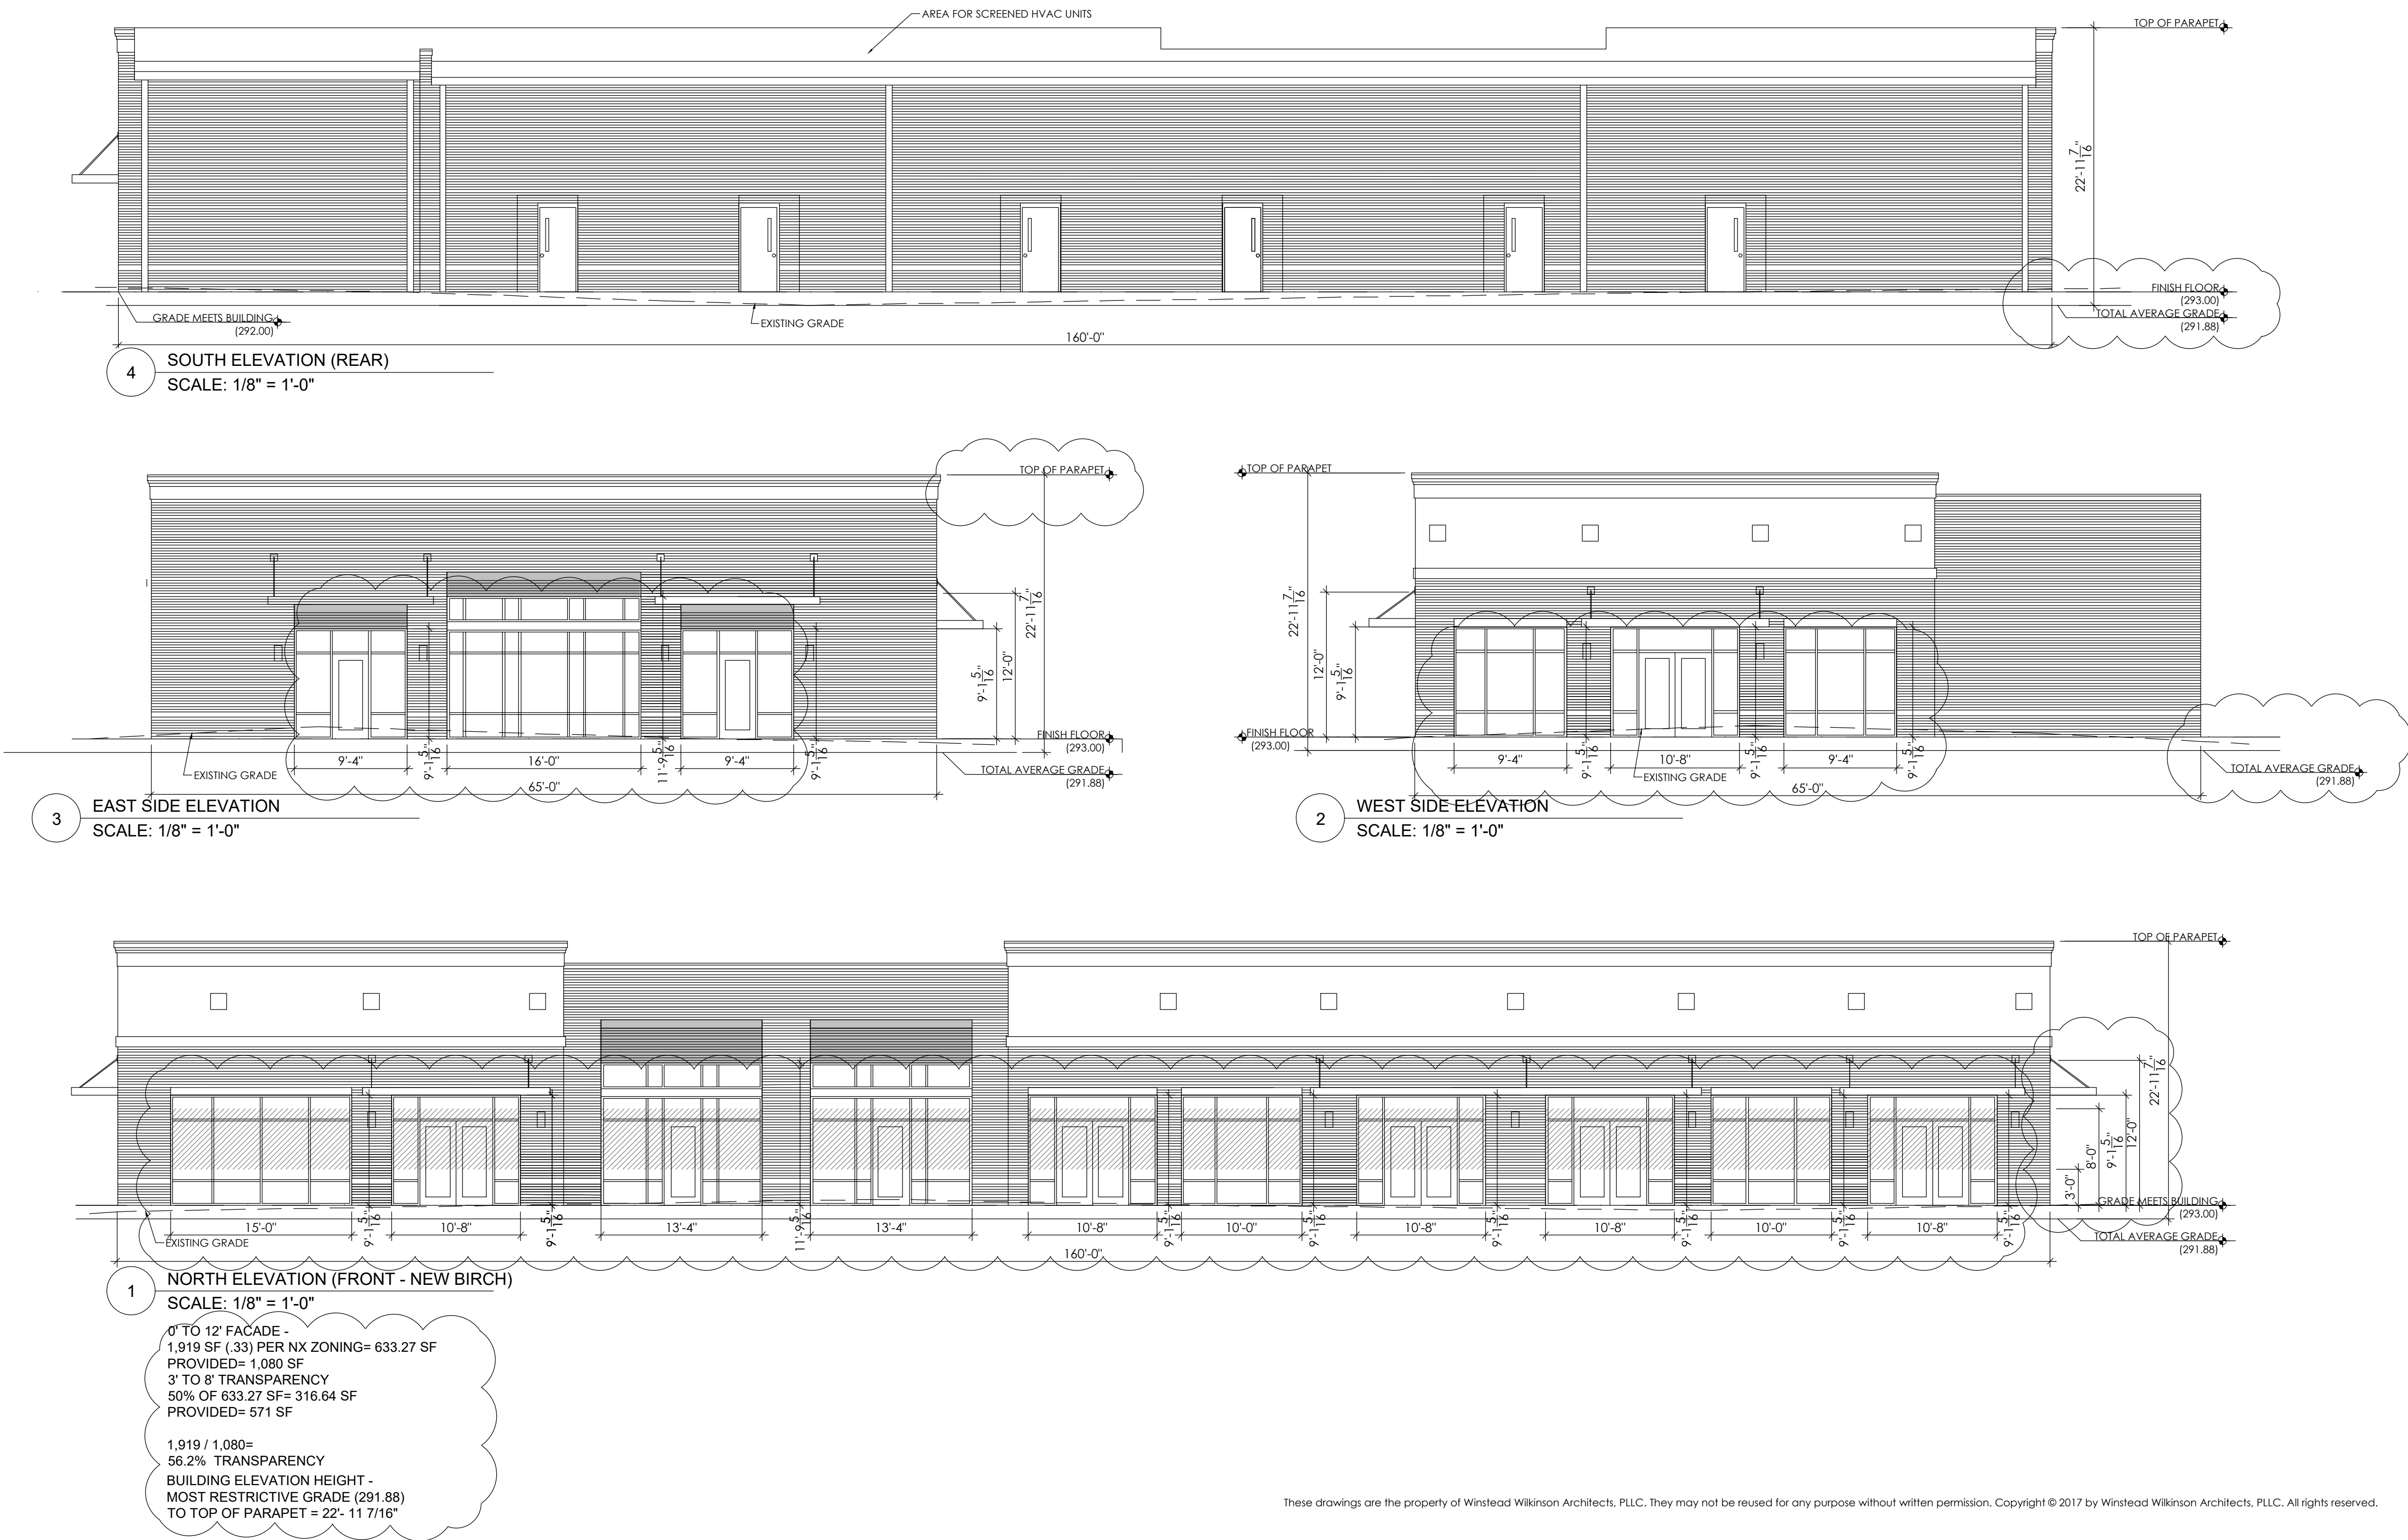 AREA FOR SCREENED HVAC UNITS
TOP OF PARAPET
22'-11 7/16"
FINISH FLOOR
(293.00)
TOTAL AVERAGE GRADE
(291.88)
GRADE MEETS BUILDING
(292.00)
EXISTING GRADE
160'-0"
4
SOUTH ELEVATION (REAR)
SCALE: 1/8" = 1'-0"
TOP OF PARAPET
22'-11 7/16"
12'-0"
9'-1 5/16"
FINISH FLOOR
(293.00)
TOTAL AVERAGE GRADE
(291.88)
EXISTING GRADE
9'-4"
9'-1 5/16"
16'-0"
11'-9 5/16"
9'-4"
9'-1 5/16"
65'-0"
3
EAST SIDE ELEVATION
SCALE: 1/8" = 1'-0"
TOP OF PARAPET
22'-11 7/16"
12'-0"
9'-1 5/16"
FINISH FLOOR
(293.00)
9'-4"
9'-1 5/16"
10'-8"
9'-1 5/16"
9'-4"
9'-1 5/16"
EXISTING GRADE
65'-0"
TOTAL AVERAGE GRADE
(291.88)
2
WEST SIDE ELEVATION
SCALE: 1/8" = 1'-0"
TOP OF PARAPET
22'-11 7/16"
12'-0"
9'-1 5/16"
8'-0"
3'-0"
GRADE MEETS BUILDING
(293.00)
TOTAL AVERAGE GRADE
(291.88)
EXISTING GRADE
15'-0"
9'-1 5/16"
10'-8"
9'-1 5/16"
13'-4"
11'-9 5/16"
13'-4"
10'-8"
9'-1 5/16"
10'-0"
9'-1 5/16"
10'-8"
9'-1 5/16"
10'-8"
9'-1 5/16"
10'-0"
9'-1 5/16"
10'-8"
9'-1 5/16"
160'-0"
1
NORTH ELEVATION (FRONT - NEW BIRCH)
SCALE: 1/8" = 1'-0"
0' TO 12' FACADE -
1,919 SF (.33) PER NX ZONING= 633.27 SF
PROVIDED= 1,080 SF
3' TO 8' TRANSPARENCY
50% OF 633.27 SF= 316.64 SF
PROVIDED= 571 SF
1,919 / 1,080=
56.2% TRANSPARENCY
BUILDING ELEVATION HEIGHT -
MOST RESTRICTIVE GRADE (291.88)
TO TOP OF PARAPET = 22'- 11 7/16"
These drawings are the property of Winstead Wilkinson Architects, PLLC. They may not be reused for any purpose without written permission. Copyright © 2017 by Winstead Wilkinson Architects, PLLC. All rights reserved.